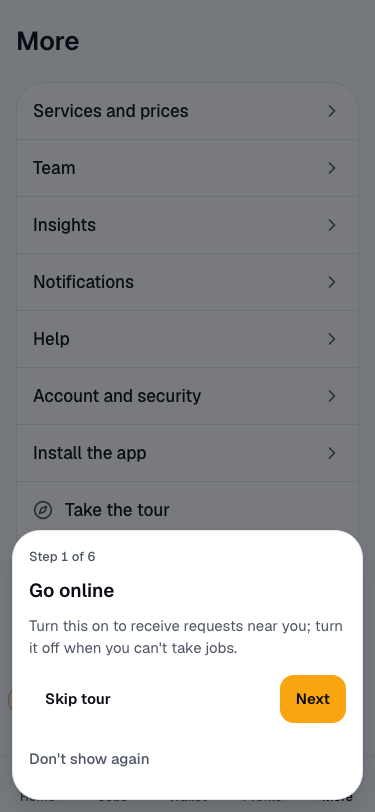 More
Services and prices
Team
Insights
Notifications
Help
Account and security
Install the app
Take the tour
Step 1 of 6
Go online
Turn this on to receive requests near you; turn
it off when you can't take jobs.
Skip tour
Next
Don't show again